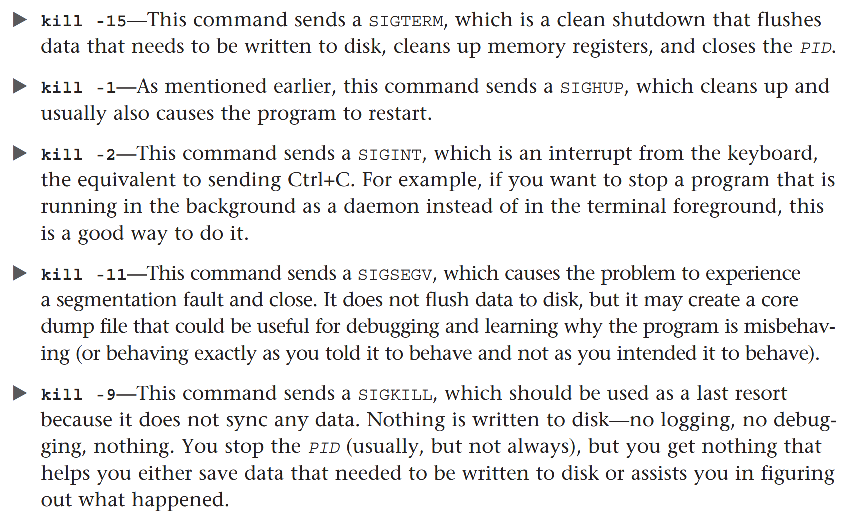 ▶ kill -15—This command sends a SIGTERM, which is a clean shutdown that flushes
data that needs to be written to disk, cleans up memory registers, and closes the PID.
▶ kill -1—As mentioned earlier, this command sends a SIGHUP, which cleans up and
usually also causes the program to restart.
▶ kill -2—This command sends a SIGINT, which is an interrupt from the keyboard,
the equivalent to sending Ctrl+C. For example, if you want to stop a program that is
running in the background as a daemon instead of in the terminal foreground, this
is a good way to do it.
▶ kill -11—This command sends a SIGSEGV, which causes the problem to experience
a segmentation fault and close. It does not flush data to disk, but it may create a core
dump file that could be useful for debugging and learning why the program is misbehav-
ing (or behaving exactly as you told it to behave and not as you intended it to behave).
▶ kill -9—This command sends a SIGKILL, which should be used as a last resort
because it does not sync any data. Nothing is written to disk—no logging, no debug-
ging, nothing. You stop the PID (usually, but not always), but you get nothing that
helps you either save data that needed to be written to disk or assists you in figuring
out what happened.